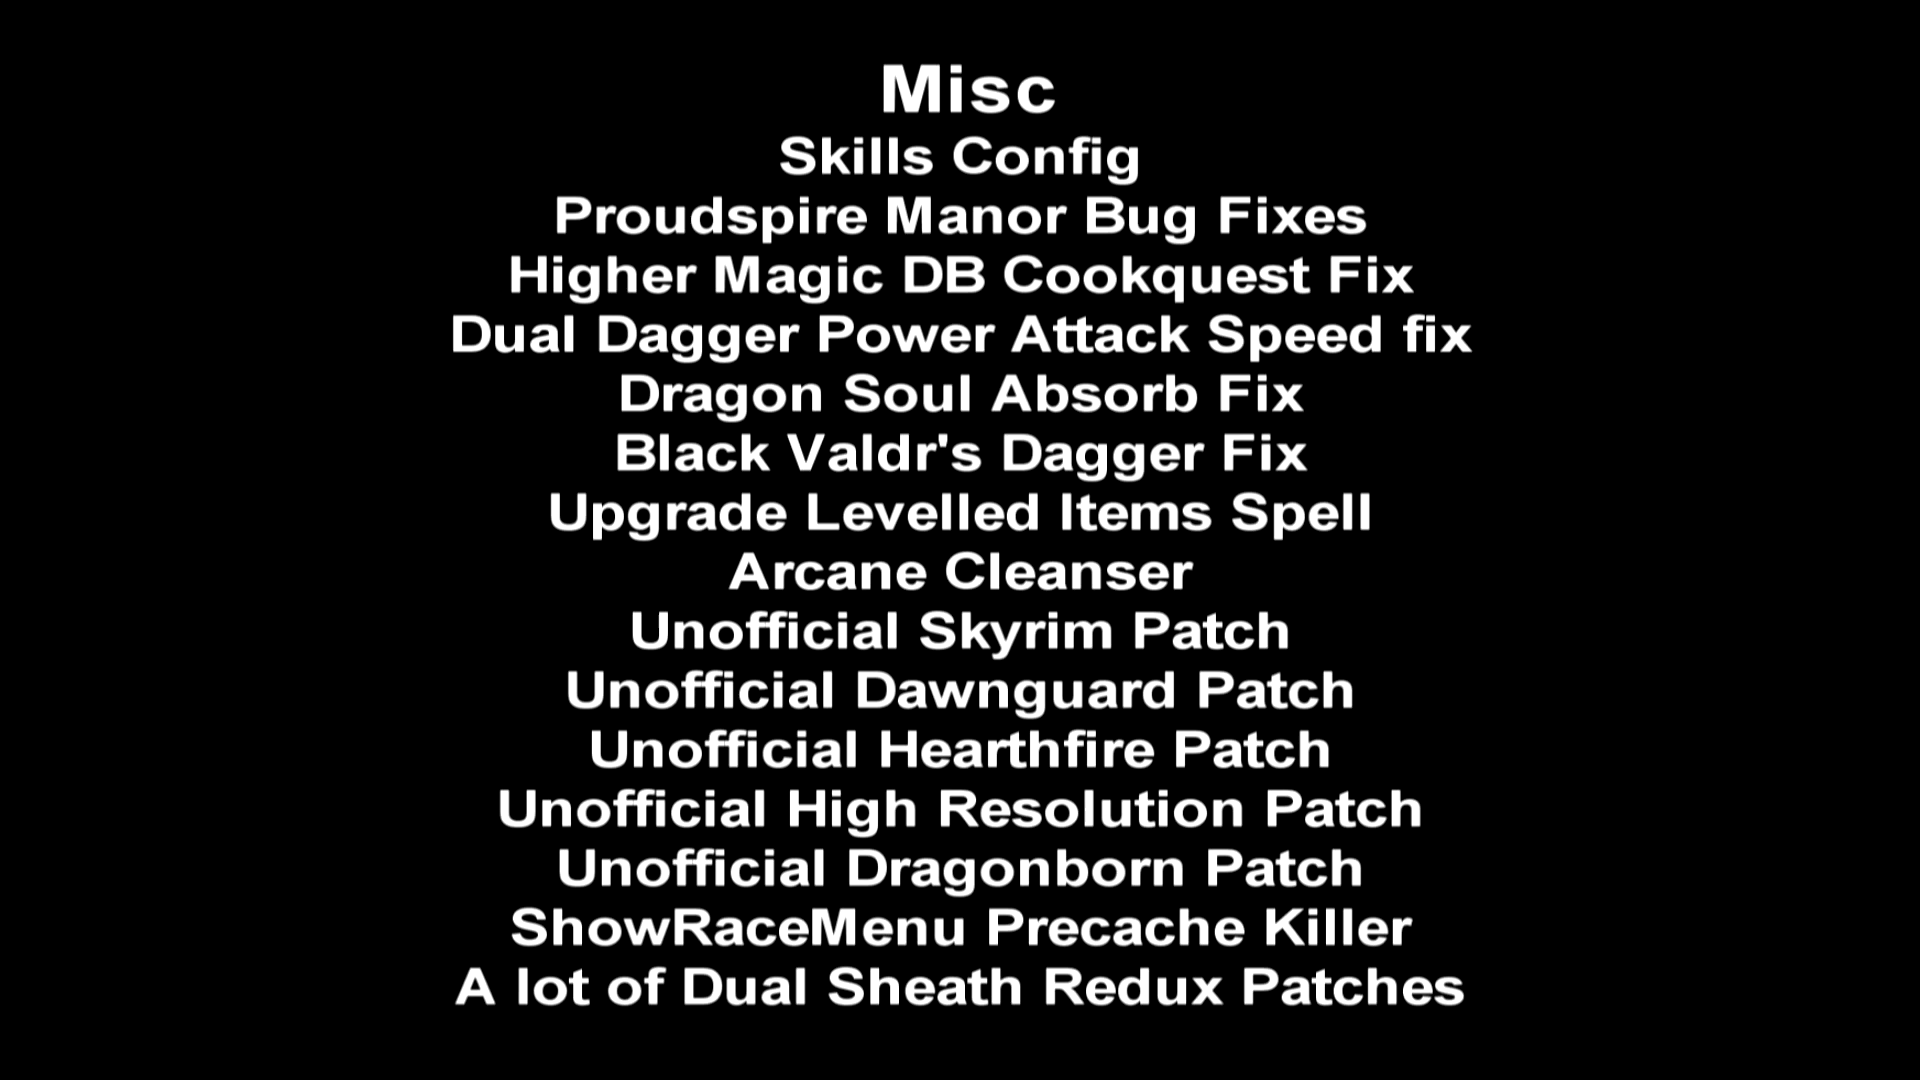 Misc
Skills Config
Proudspire Manor Bug Fixes
Higher Magic DB Cookquest Fix
Dual Dagger Power Attack Speed fix
Dragon Soul Absorb Fix
Black Valdr's Dagger Fix
Upgrade Levelled Items Spell
Arcane Cleanser
Unofficial Skyrim Patch
Unofficial Dawnguard Patch
Unofficial Hearthfire Patch
Unofficial High Resolution Patch
Unofficial Dragonborn Patch
ShowRaceMenu Precache Killer
A lot of Dual Sheath Redux Patches